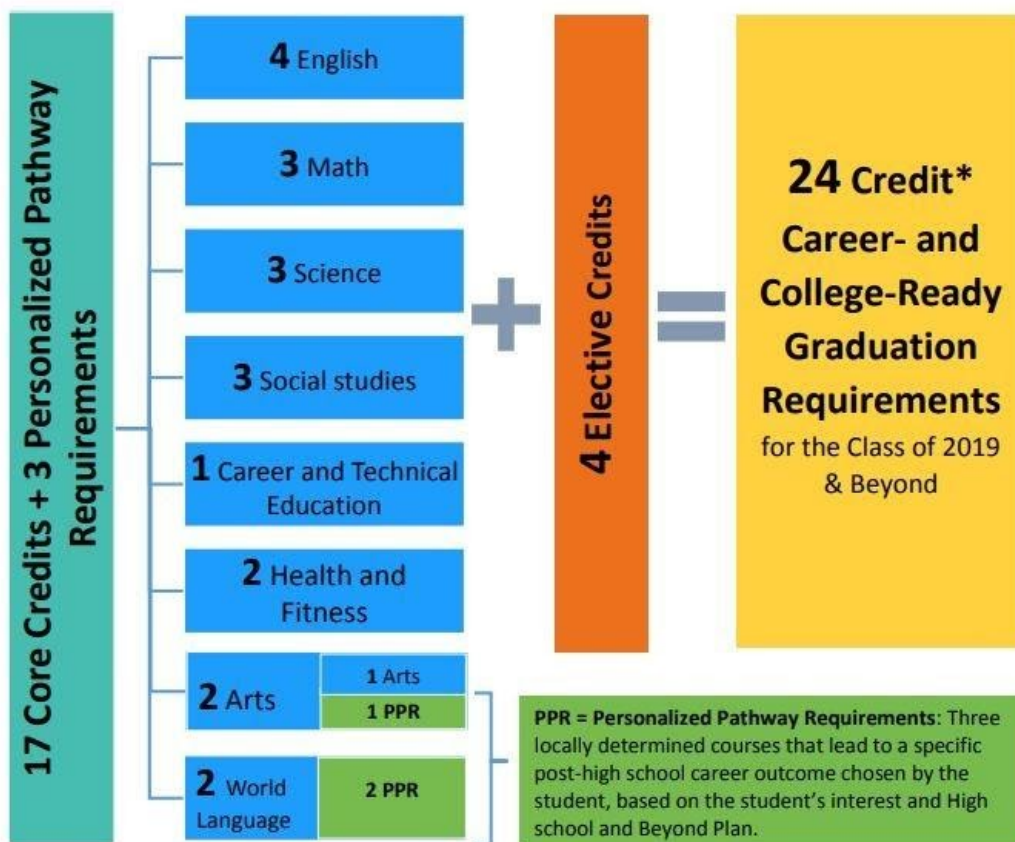 17 Core Credits + 3 Personalized Pathway
Requirements
4 English
3 Math
3 Science
3 Social studies
1 Career and Technical
Education
2 Health and
Fitness
2 Arts
1 Arts
1 PPR
2 World
Language
2 PPR
4 Elective Credits
24 Credit*
Career- and
College-Ready
Graduation
Requirements
for the Class of 2019
& Beyond
PPR = Personalized Pathway Requirements: Three
locally determined courses that lead to a specific
post-high school career outcome chosen by the
student, based on the student's interest and High
school and Beyond Plan.